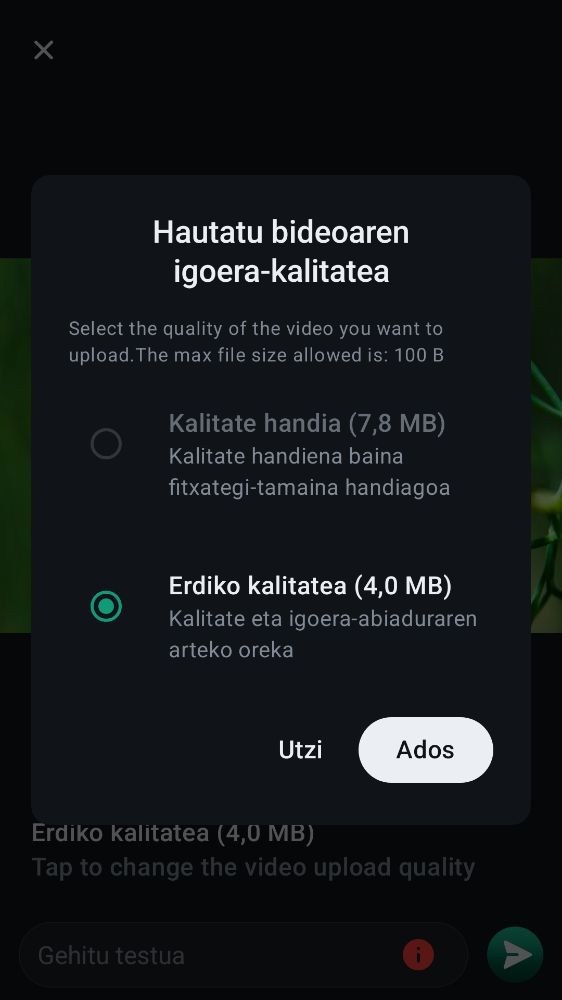 Hautatu bideoaren
igoera-kalitatea
Select the quality of the video you want to
upload.The max file size allowed is: 100 B
Kalitate handia (7,8 MB)
Kalitate handiena baina
fitxategi-tamaina handiagoa
Erdiko kalitatea (4,0 MB)
Kalitate eta igoera-abiaduraren
arteko oreka
Utzi
Ados
Erdiko kalitatea (4,0 MB)
Tap to change the video upload quality
Gehitu testua